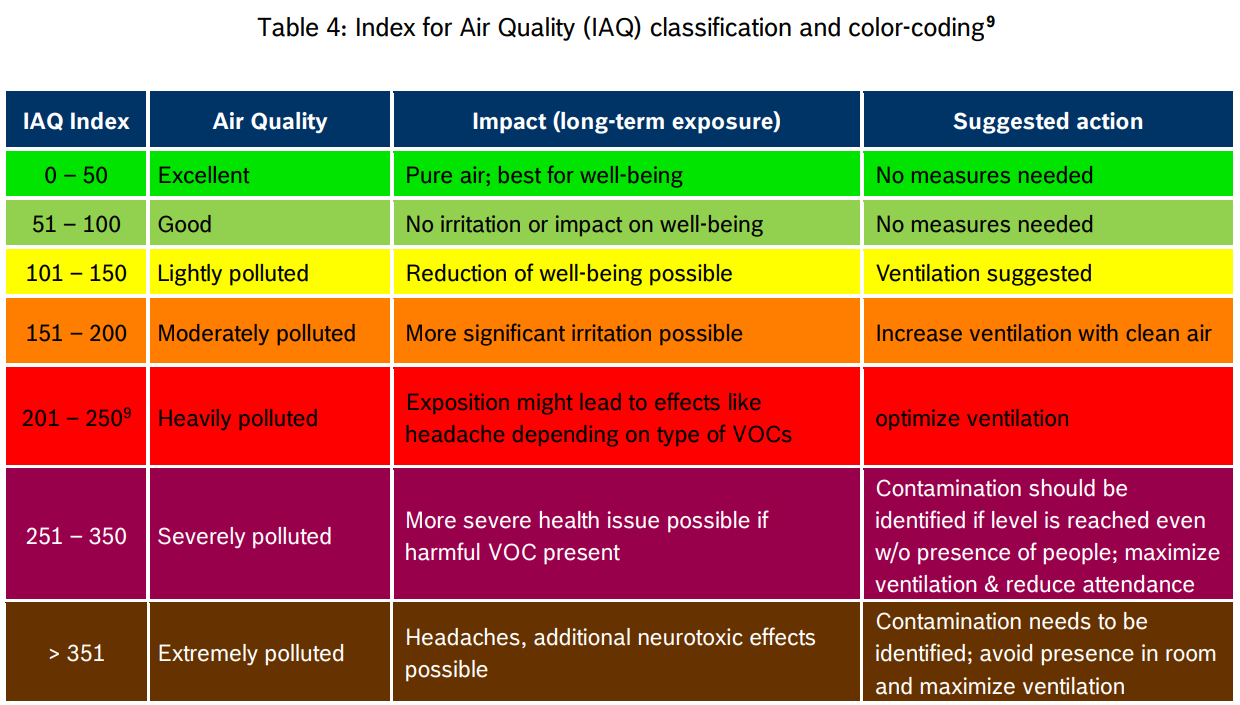 Table 4: Index for Air Quality (IAQ) classification and color-coding⁹
IAQ Index Air Quality Impact (long-term exposure) Suggested action
0 – 50 Excellent Pure air; best for well-being No measures needed
51 – 100 Good No irritation or impact on well-being No measures needed
101 – 150 Lightly polluted Reduction of well-being possible Ventilation suggested
151 – 200 Moderately polluted More significant irritation possible Increase ventilation with clean air
201 – 250⁹ Heavily polluted Exposition might lead to effects like
headache depending on type of VOCs optimize ventilation
251 – 350 Severely polluted More severe health issue possible if
harmful VOC present Contamination should be
identified if level is reached even
w/o presence of people; maximize
ventilation & reduce attendance
> 351 Extremely polluted Headaches, additional neurotoxic effects
possible Contamination needs to be
identified; avoid presence in room
and maximize ventilation